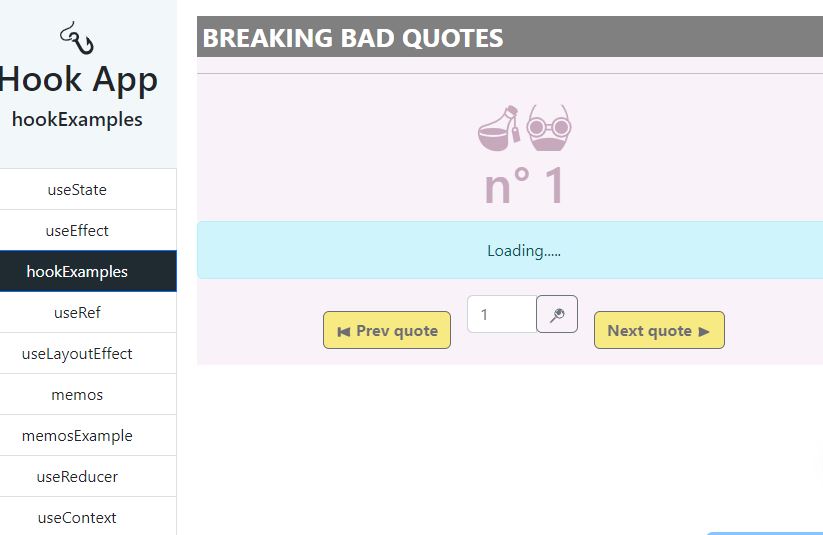 Hook App
hookExamples
useState
useEffect
hookExamples
useRef
useLayoutEffect
memos
memosExample
useReducer
useContext
BREAKING BAD QUOTES
n° 1
Loading.....
Prev quote
1
Next quote